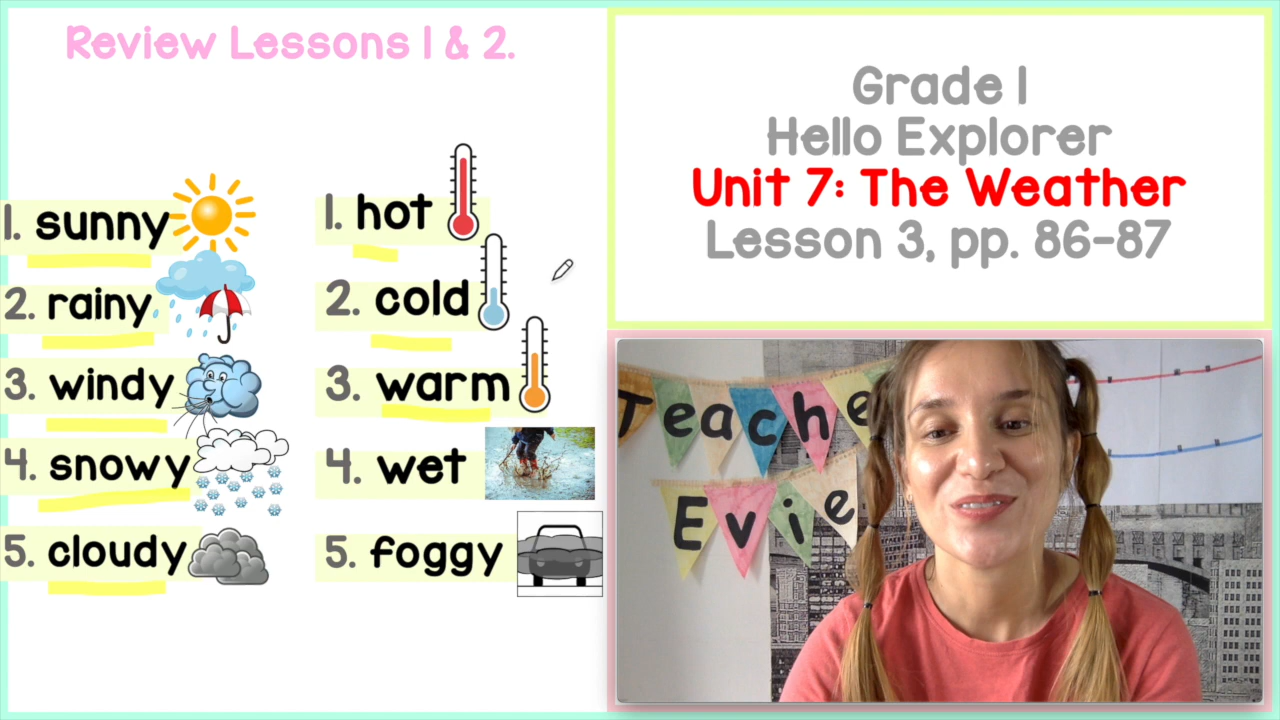 Review Lessons 1 & 2.
1. sunny
2. rainy
3. windy
4. snowy
5. cloudy
1. hot
2. cold
3. warm
4. wet
5. foggy
Grade 1
Hello Explorer
Unit 7: The Weather
Lesson 3, pp. 86-87
Teache
Evie